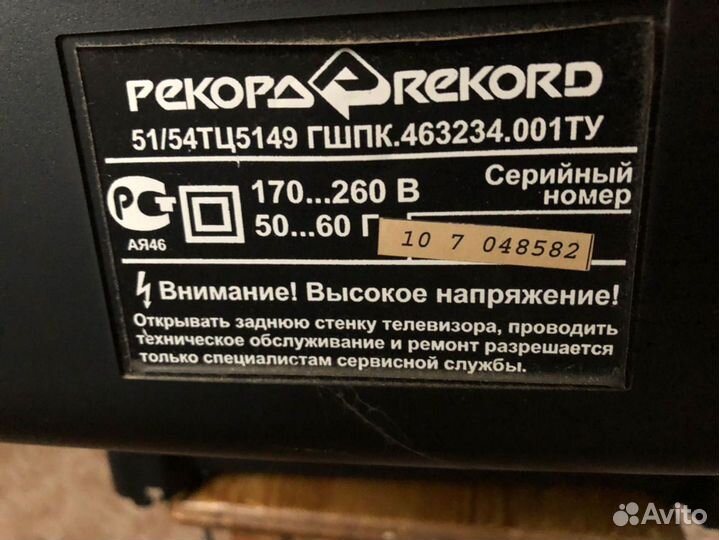 РЕКОРД REKORD
51/54ТЦ5149 ГШПК.463234.001ТУ
РСТ
АЯ46
170...260 В
50...60 Г
Серийный
номер
10 7 048582
Внимание! Высокое напряжение!
Открывать заднюю стенку телевизора, проводить
техническое обслуживание и ремонт разрешается
только специалистам сервисной службы.
Avito